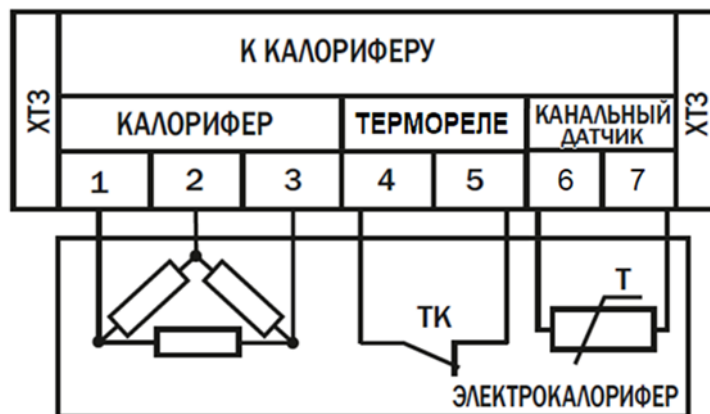 ХТ3
К КАЛОРИФЕРУ
ХТ3
КАЛОРИФЕР
ТЕРМОРЕЛЕ
КАНАЛЬНЫЙ
ДАТЧИК
1 2 3 4 5 6 7
ТК
Т
ЭЛЕКТРОКАЛОРИФЕР